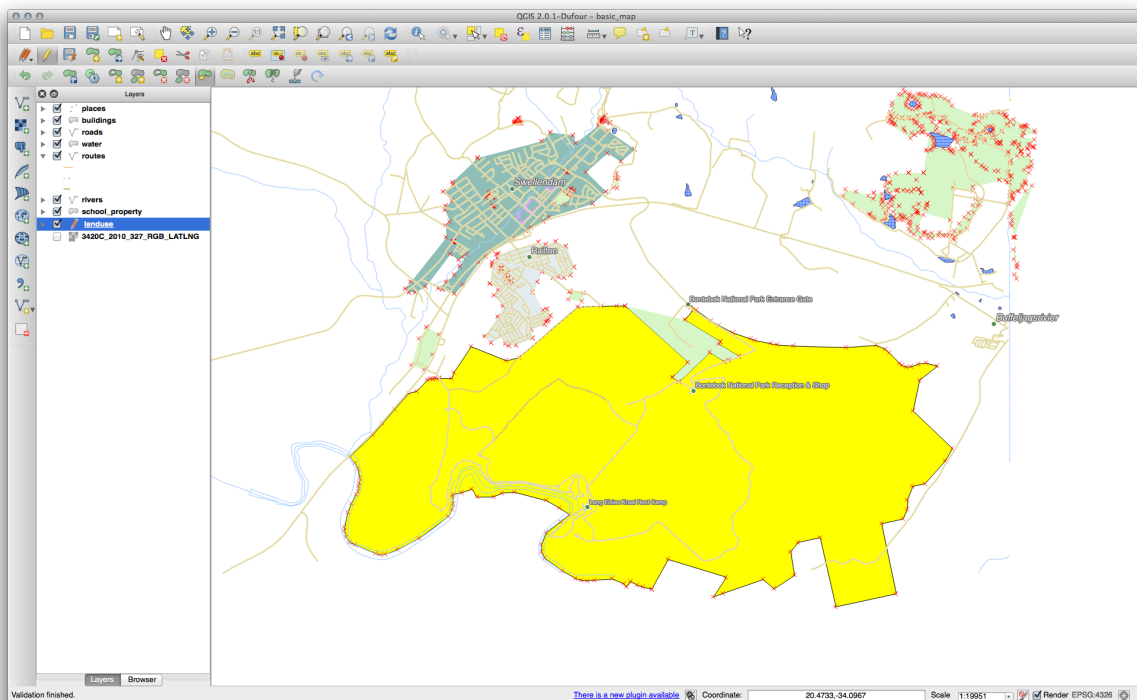 QGIS 2.0.1-Dufour - basic_map
Layers
places
buildings
roads
water
routes
rivers
school_property
landuse
3420C_2010_327_RGB_LATLNG
Swellendam
Railton
Bontebok National Park Entrance Gate
Buffeljagsrivier
Bontebok National Park Reception & Shop
Lang Elsies Kraal Rest Camp
Layers Browser
Validation finished. There is a new plugin available Coordinate: 20.4733,-34.0967 Scale 1:19951 Render EPSG:4326